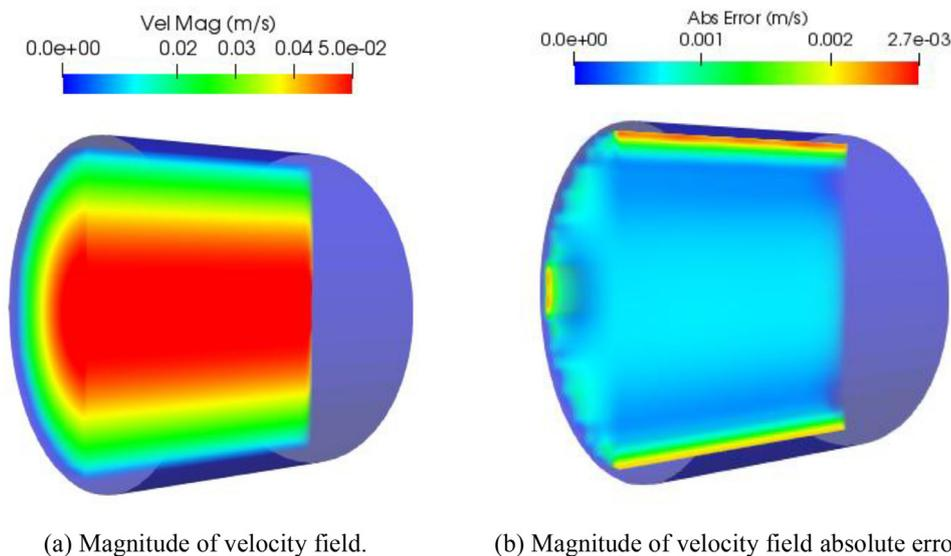 Vel Mag (m/s)
0.0e+00 0.02 0.03 0.04 5.0e-02
Abs Error (m/s)
0.0e+00 0.001 0.002 2.7e-03
(a) Magnitude of velocity field.
(b) Magnitude of velocity field absolute erro